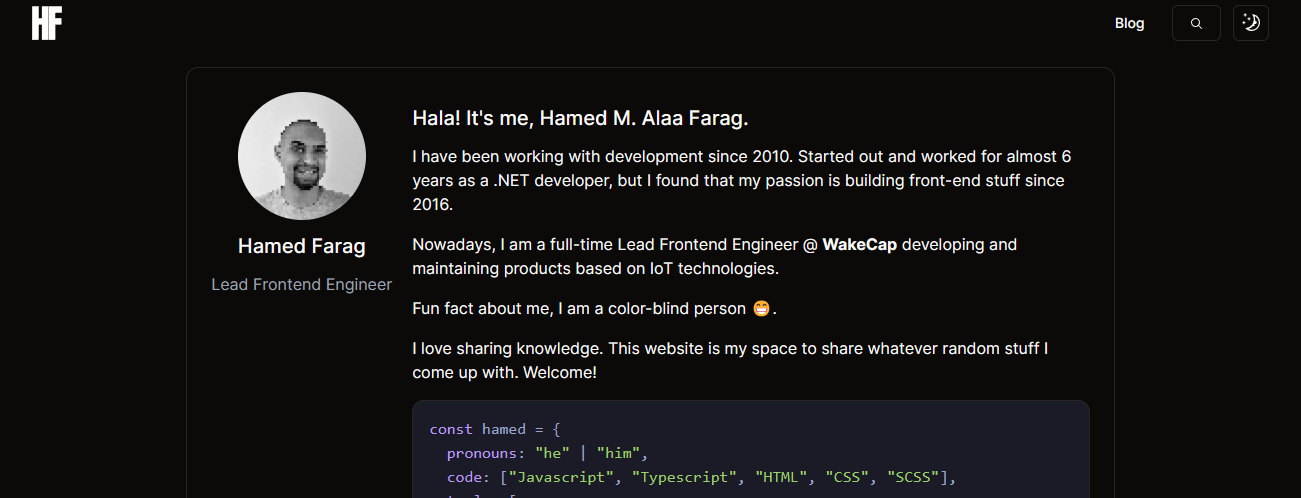 HF
Blog
Hamed Farag
Lead Frontend Engineer
Hala! It's me, Hamed M. Alaa Farag.
I have been working with development since 2010. Started out and worked for almost 6
years as a .NET developer, but I found that my passion is building front-end stuff since
2016.
Nowadays, I am a full-time Lead Frontend Engineer @ WakeCap developing and
maintaining products based on IoT technologies.
Fun fact about me, I am a color-blind person 😁.
I love sharing knowledge. This website is my space to share whatever random stuff I
come up with. Welcome!
const hamed = {
pronouns: "he" | "him",
code: ["Javascript", "Typescript", "HTML", "CSS", "SCSS"],